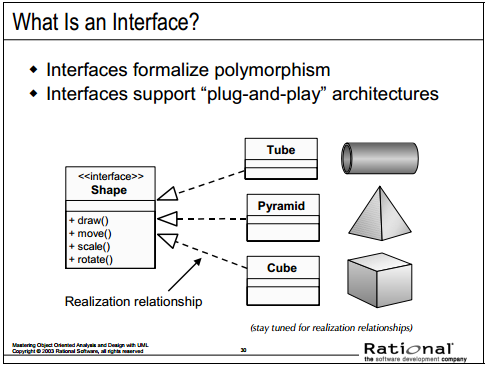 What Is an Interface?
Interfaces formalize polymorphism
Interfaces support “plug-and-play” architectures
Tube
<<interface>>
Shape
Pyramid
+ draw()
+ move()
+ scale()
+ rotate()
Cube
Realization relationship
(stay tuned for realization relationships)
Mastering Object Oriented Analysis and Design with UML
Copyright © 2003 Rational Software, all rights reserved
30
Rational®
the software development company